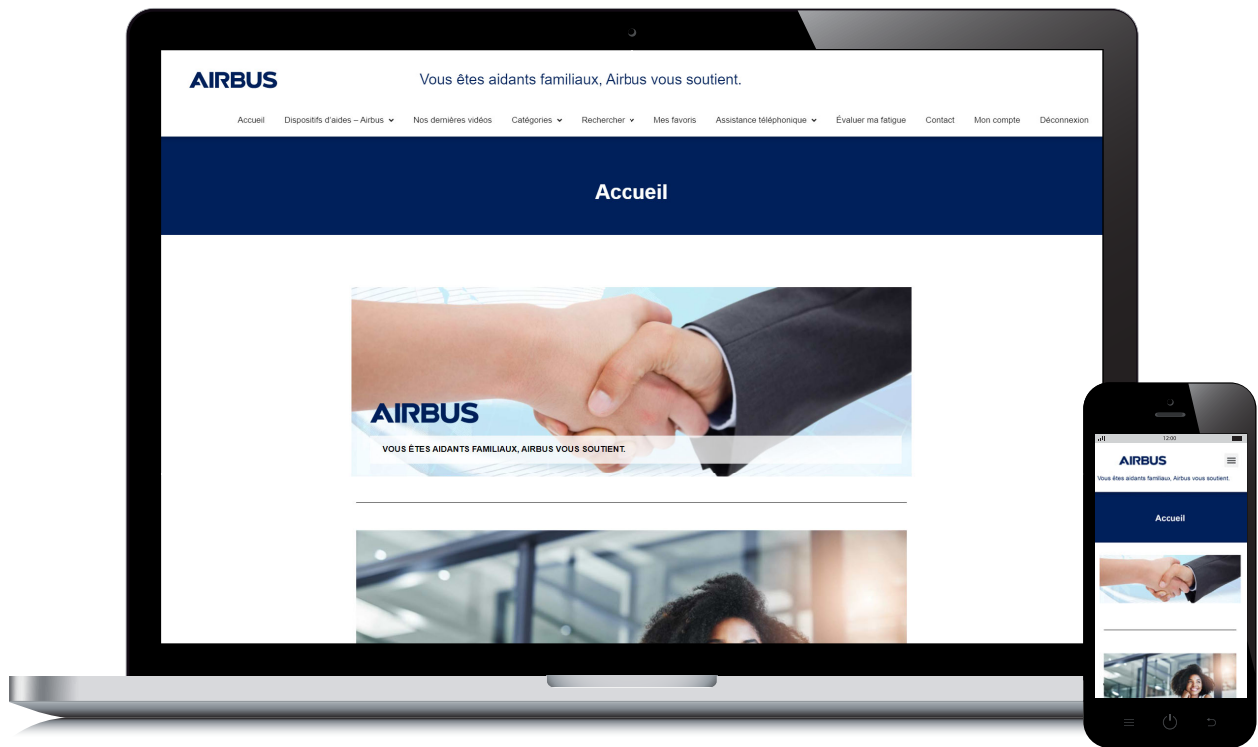 AIRBUS
Vous êtes aidants familiaux, Airbus vous soutient.
Accueil Dispositifs d'aides – Airbus Nos dernières vidéos Catégories Rechercher Mes favoris Assistance téléphonique Évaluer ma fatigue Contact Mon compte Déconnexion
Accueil
AIRBUS
VOUS ÊTES AIDANTS FAMILIAUX, AIRBUS VOUS SOUTIENT.
12:00
AIRBUS
Vous êtes aidants familiaux, Airbus vous soutient.
Accueil